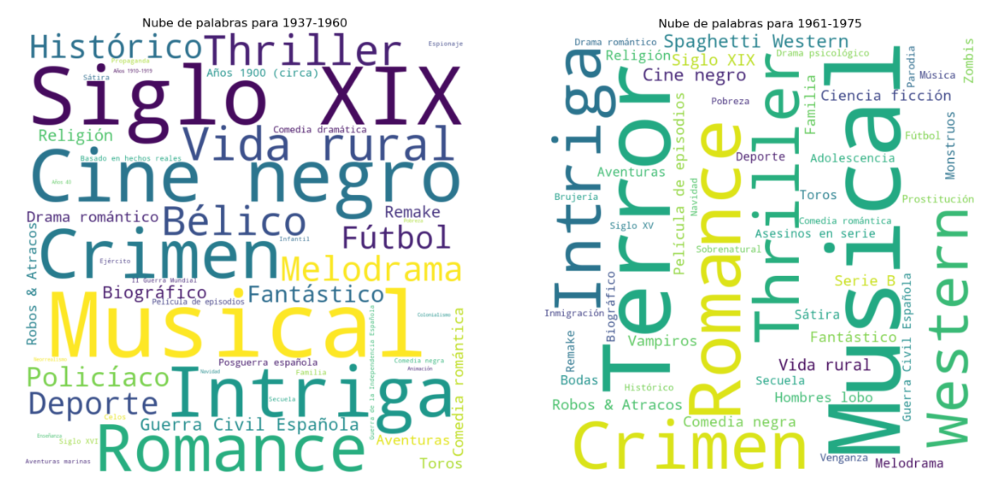 Nube de palabras para 1937-1960
Histórico
Thriller
Espionaje
Propaganda
Años 1910-1919
Sátira
Años 1900 (circa)
Siglo XIX
Religión
Comedia dramática
Vida rural
Basado en hechos reales
Cine negro
Años 40
Drama romántico
Bélico
Remake
Fútbol
Infantil
Robos & Atracos
Crimen
Ejército
Melodrama
II Guerra Mundial
Biográfico
Fantástico
Película de episodios
Colonialismo
Musical
Guerra de la Independencia Española
Comedia romántica
Posguerra española
Comedia negra
Navidad
Familia
Animación
Policíaco
Intriga
Deporte
Secuela
Celos
Guerra Civil Española
Enseñanza
Siglo XVI
Romance
Aventuras
Aventuras marinas
Toros
Nube de palabras para 1961-1975
Drama romántico
Spaghetti Western
Religión
Siglo XIX
Drama psicológico
Parodia
Música
Zombis
Cine negro
Intriga
Terror
Pobreza
Familia
Ciencia ficción
Fútbol
Monstruos
Película de episodios
Romance
Thriller
Musical
Deporte
Adolescencia
Aventuras
Brujería
Navidad
Toros
Prostitución
Siglo XV
Comedia romántica
Asesinos en serie
Sobrenatural
Biográfico
Serie B
Western
Inmigración
Sátira
Guerra Civil Española
Remake
Vampiros
Fantástico
Vida rural
Bodas
Secuela
Histórico
Hombres lobo
Robos & Atracos
Comedia negra
Crimen
Venganza
Melodrama